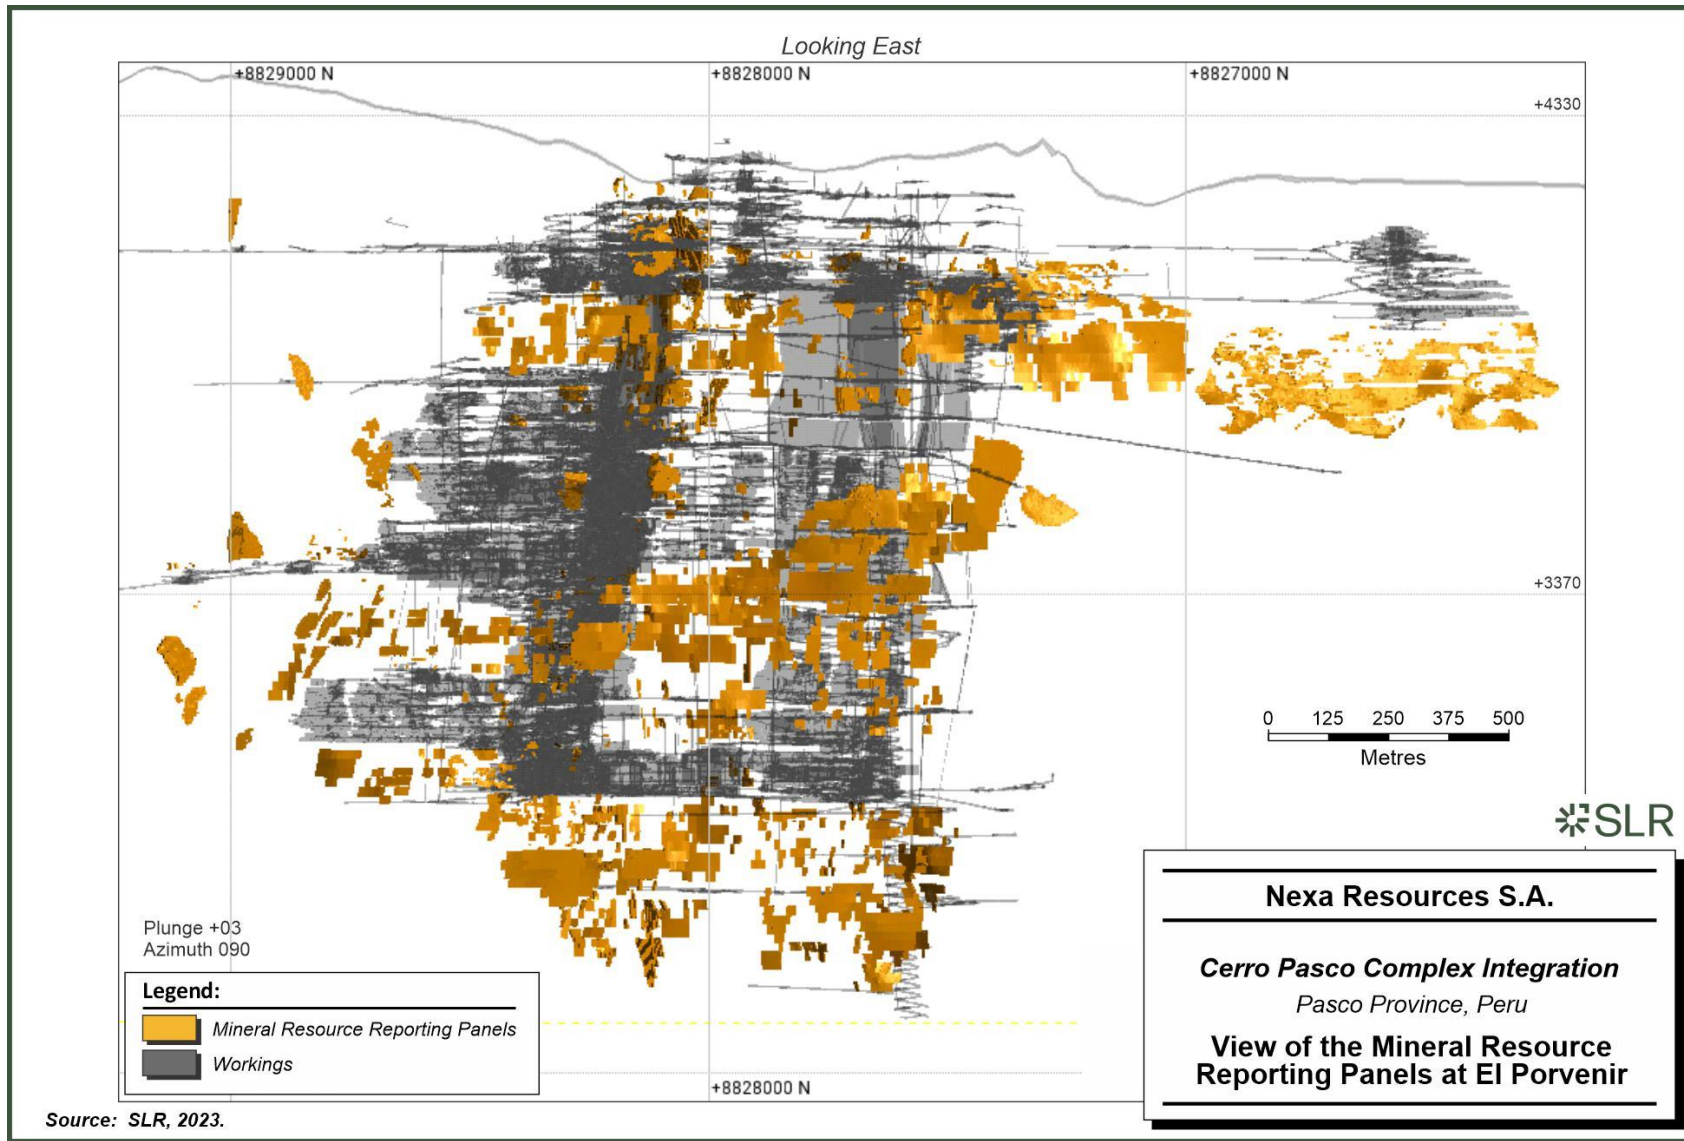 Looking East
+8829000 N
+8828000 N
+8827000 N
+4330
+3370
0 125 250 375 500
Metres
SLR
Plunge +03
Azimuth 090
Legend:
Mineral Resource Reporting Panels
Workings
+8828000 N
Nexa Resources S.A.
Cerro Pasco Complex Integration
Pasco Province, Peru
View of the Mineral Resource
Reporting Panels at El Porvenir
Source: SLR, 2023.